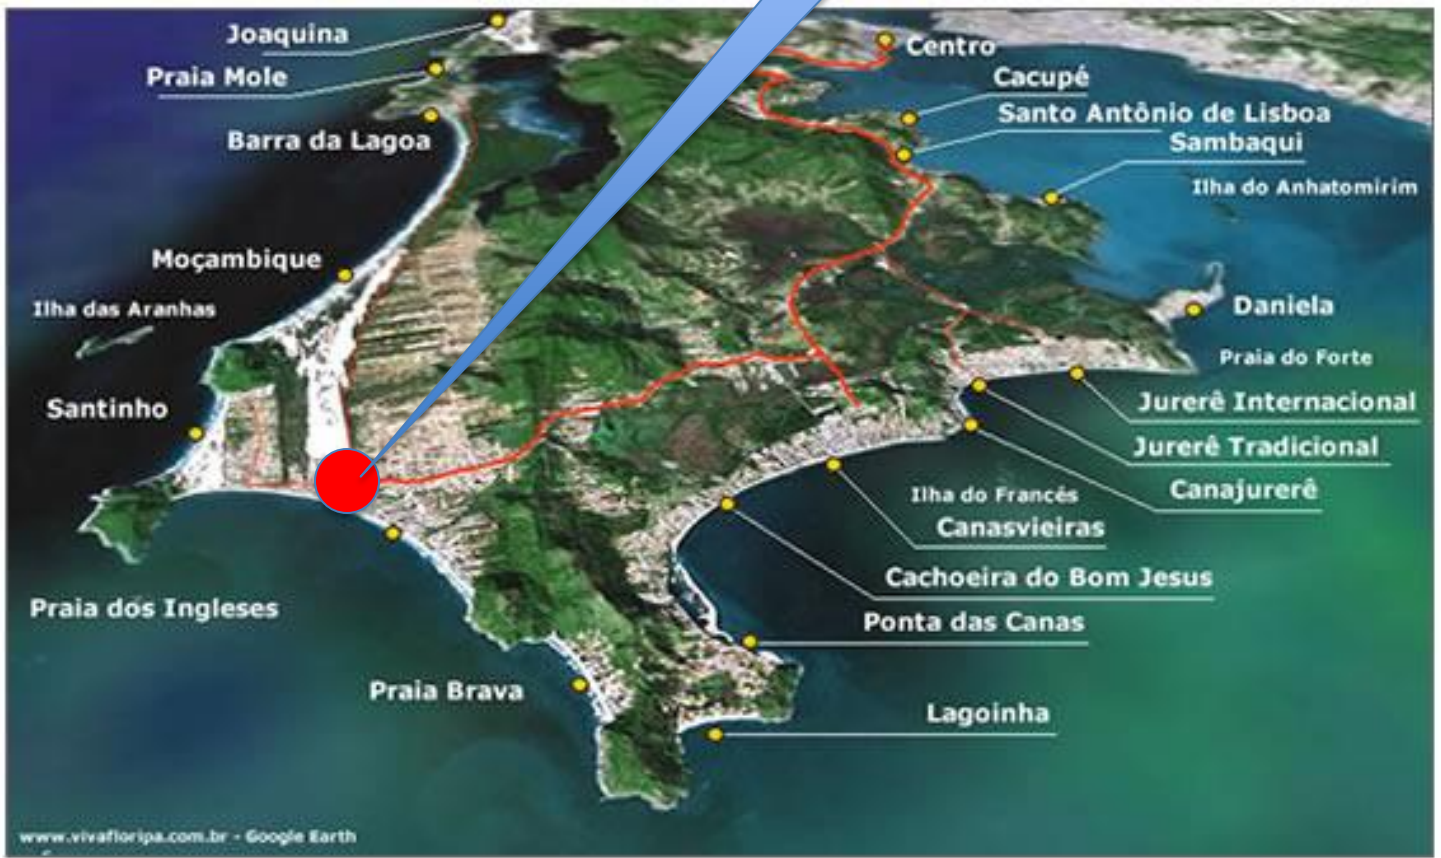 Joaquina
Centro
Praia Mole
Cacupé
Santo Antônio de Lisboa
Barra da Lagoa
Sambaqui
Ilha do Anhatomirim
Moçambique
Ilha das Aranhas
Daniela
Praia do Forte
Santinho
Jurerê Internacional
Jurerê Tradicional
Canajurerê
Ilha do Francês
Canasvieiras
Cachoeira do Bom Jesus
Praia dos Ingleses
Ponta das Canas
Praia Brava
Lagoinha
www.vivafloripa.com.br - Google Earth